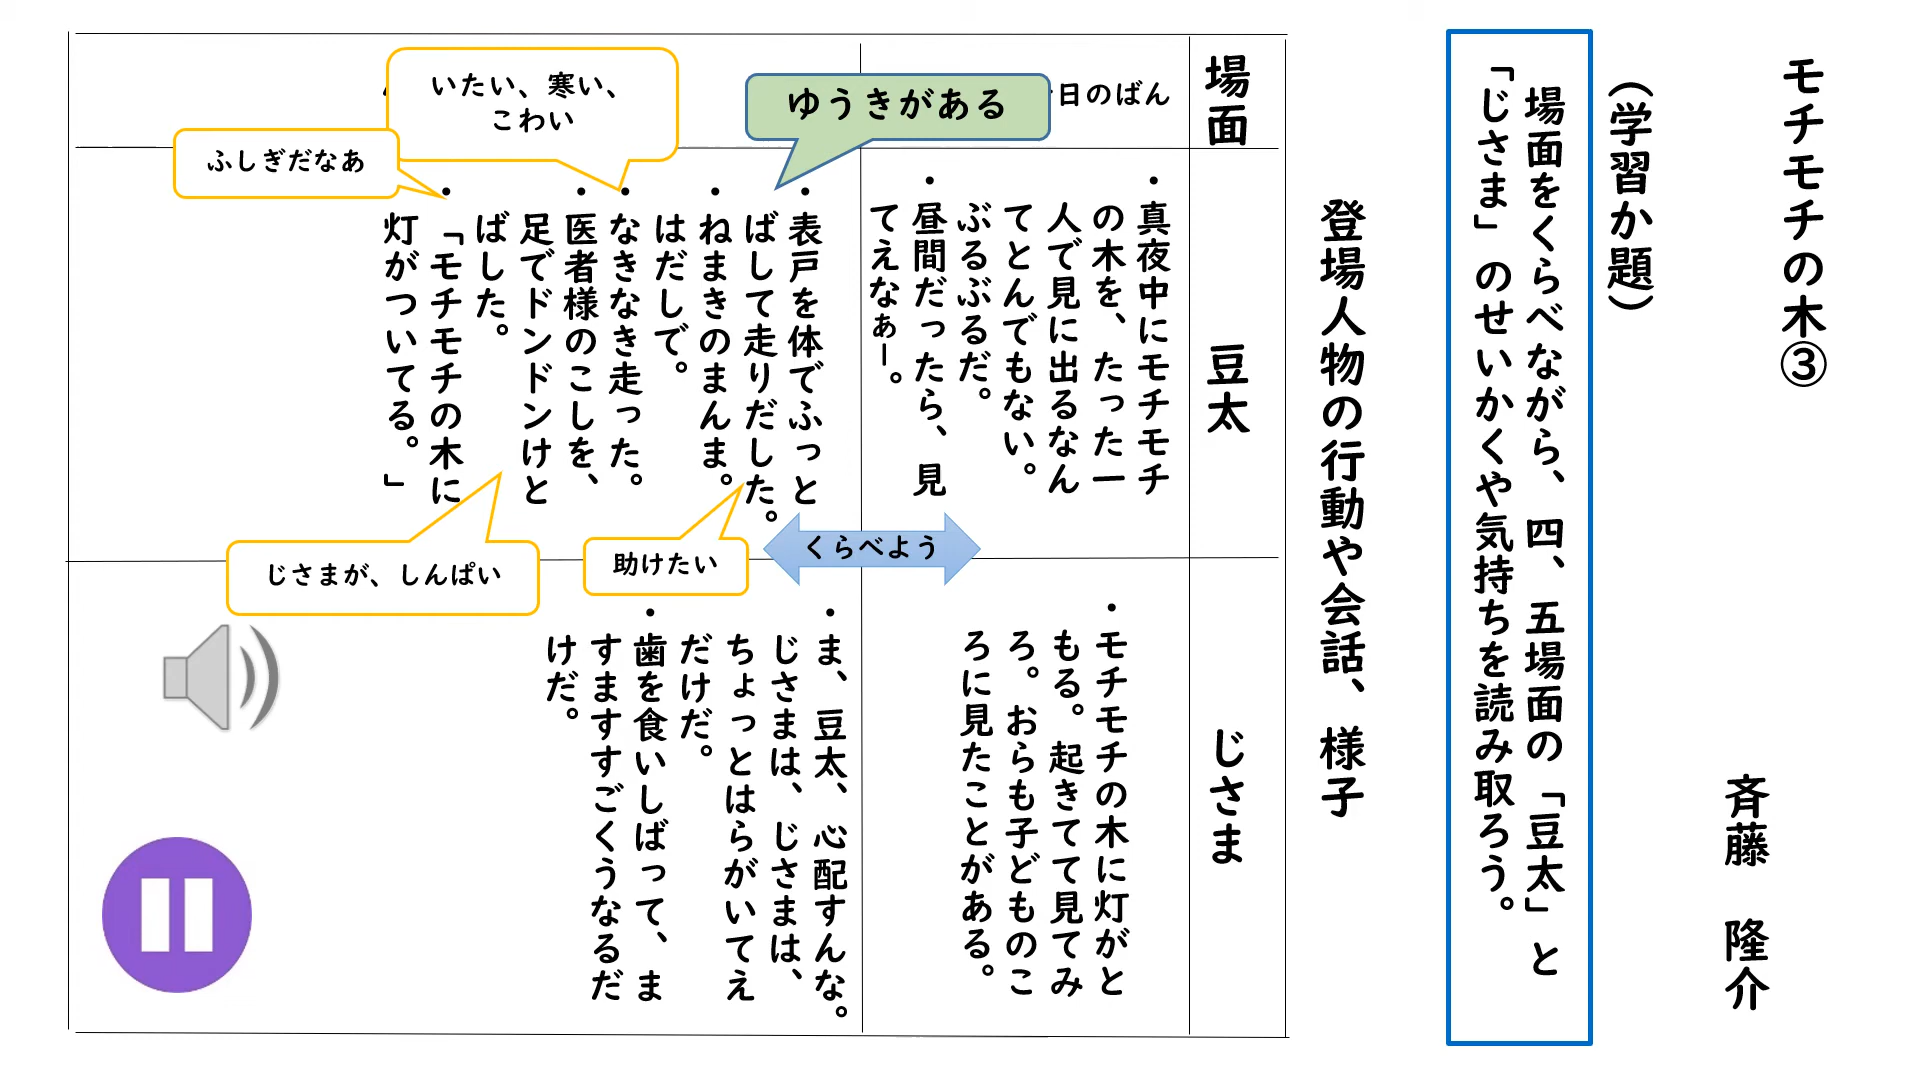 モチモチの木③
斉藤　隆介
（学習か題）
場面をくらべながら、四、五場面の「豆太」と
「じさま」のせいかくや気持ちを読み取ろう。
登場人物の行動や会話、様子
場面
豆太
じさま
日のばん
・真夜中にモチモチ
の木を、たった一
人で見に出るなん
てとんでもない。
ぶるぶるだ。
・昼間だったら、見
てえなぁー。
・モチモチの木に灯がと
もる。起きてて見てみ
ろ。おらも子どものこ
ろに見たことがある。
くらべよう
ゆうきがある
・表戸を体でふっと
ばして走りだした。
・ねまきのまんま。
はだしで。
・なきなき走った。
・医者様のこしを、
足でドンドンけと
ばした。
・「モチモチの木に
灯がついてる。」
いたい、寒い、
こわい
ふしぎだなあ
助けたい
じさまが、しんぱい
・ま、豆太、心配すんな。
じさまは、じさまは、
ちょっとはらがいてえ
だけだ。
・歯を食いしばって、ま
すますすごくうなるだ
けだ。